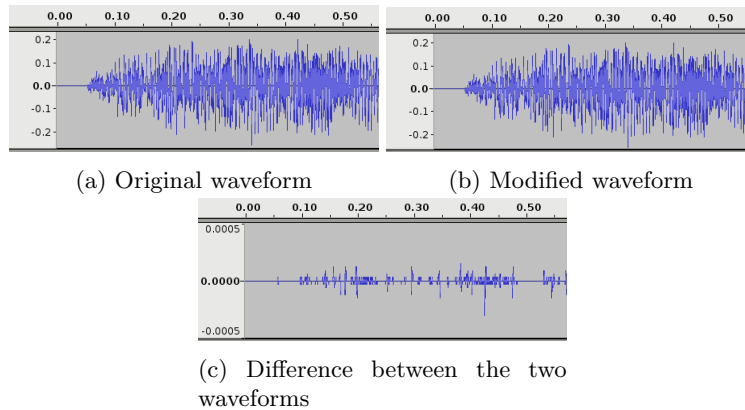 0.00 0.10 0.20 0.30 0.40 0.50
0.2
0.1
0.0
-0.1
-0.2
(a) Original waveform
0.00 0.10 0.20 0.30 0.40 0.50
0.2
0.1
0.0
-0.1
-0.2
(b) Modified waveform
0.00 0.10 0.20 0.30 0.40 0.50
0.0005
0.0000
-0.0005
(c) Difference between the two
waveforms